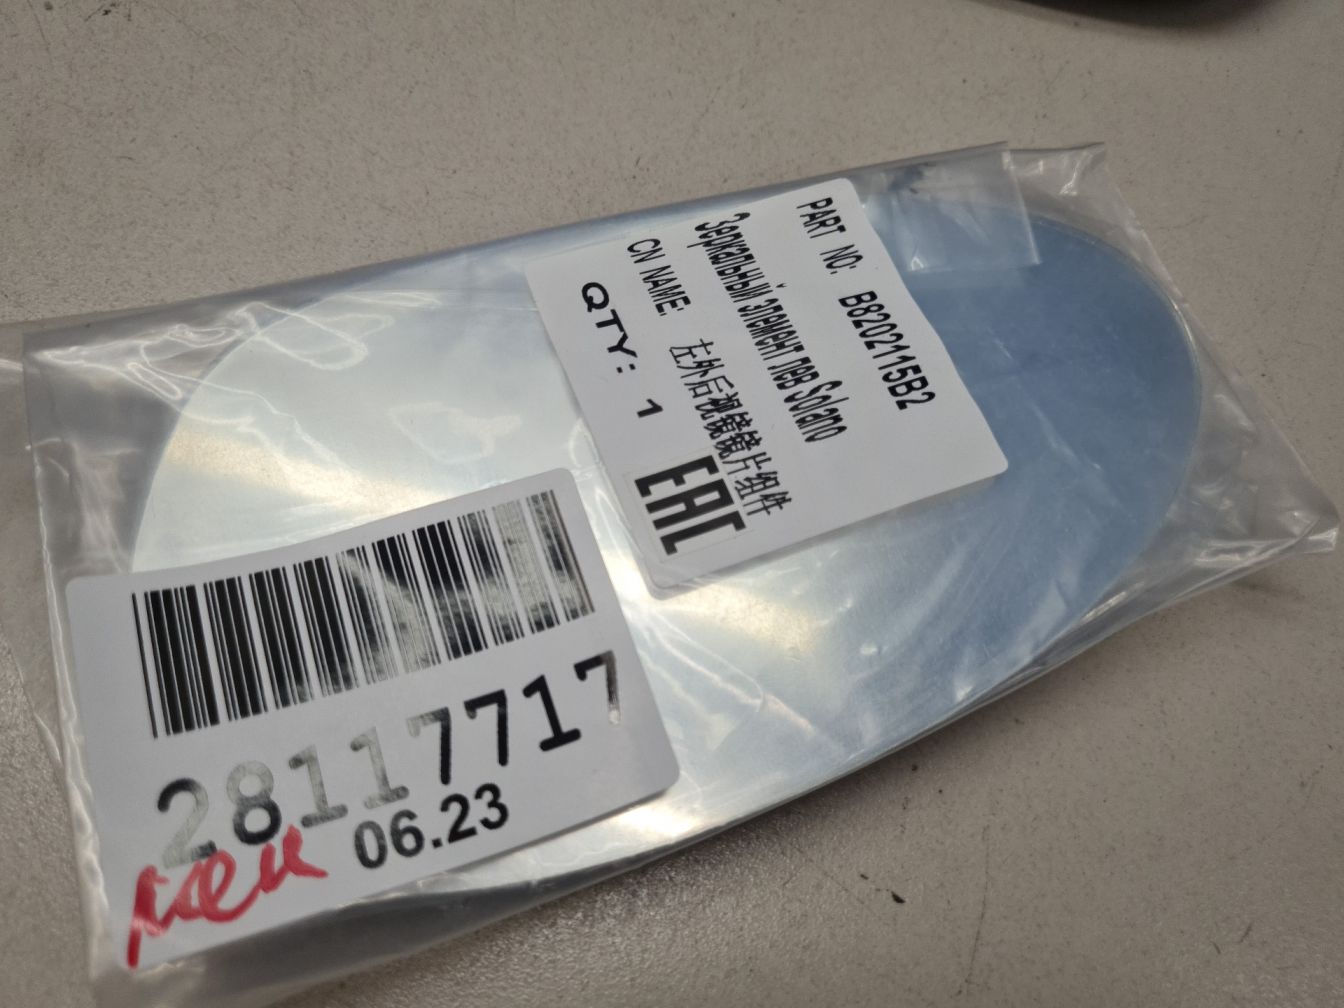 PART NO: B8202115B2
Зеркальный элемент лев Solano
CN NAME: 左外后视镜镜片组件
QTY: 1
EAC
28117717
06.23